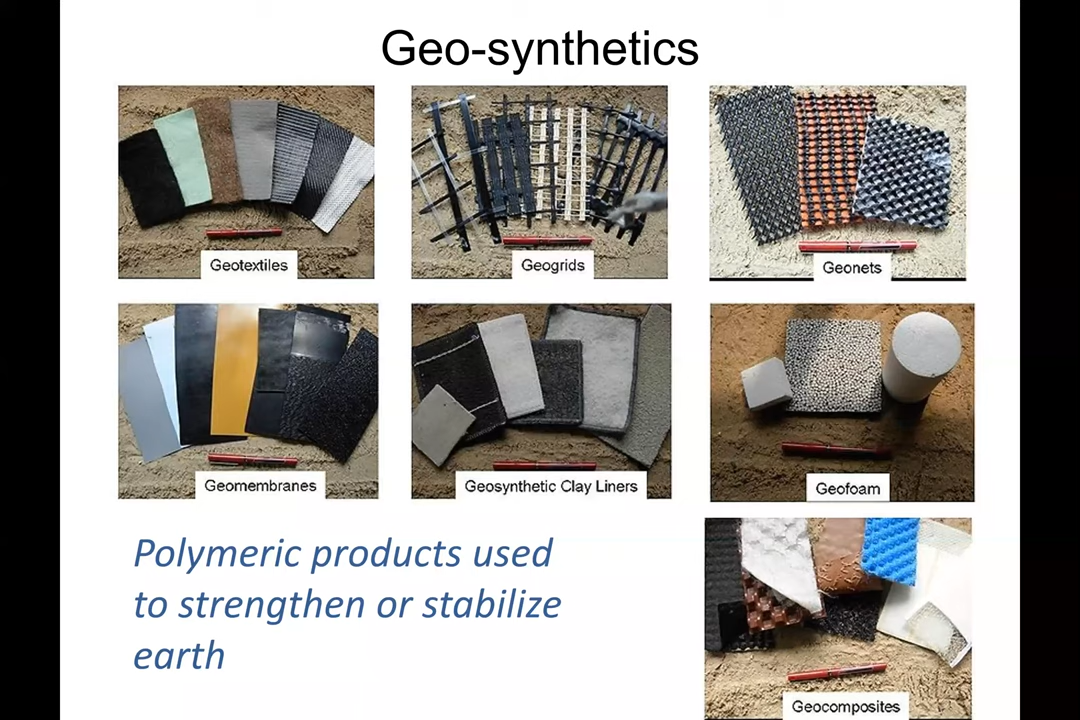 Geo-synthetics
Geotextiles
Geogrids
Geonets
Geomembranes
Geosynthetic Clay Liners
Geofoam
Polymeric products used
to strengthen or stabilize
earth
Geocomposites